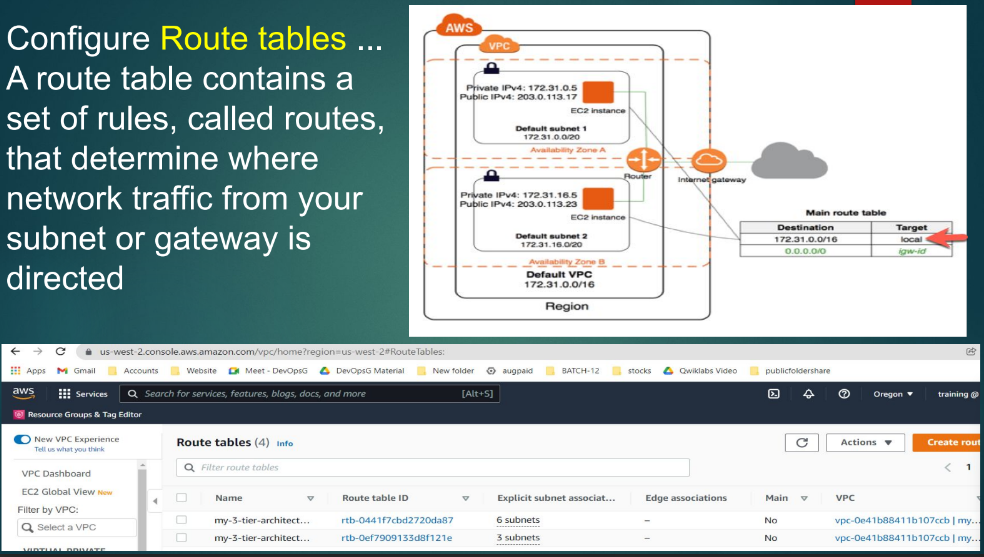 Configure Route tables ...
A route table contains a
set of rules, called routes,
that determine where
network traffic from your
subnet or gateway is
directed
AWS
VPC
Private IPv4: 172.31.0.5
Public IPv4: 203.0.113.17
EC2 instance
Default subnet 1
172.31.0.0/20
Availability Zone A
Router
Internet gateway
Private IPv4: 172.31.16.5
Public IPv4: 203.0.113.23
EC2 instance
Default subnet 2
172.31.16.0/20
Availability Zone B
Default VPC
172.31.0.0/16
Region
Main route table
Destination Target
172.31.0.0/16 local
0.0.0.0/0 igw-id
us-west-2.console.aws.amazon.com/vpc/home?region=us-west-2#RouteTables:
Apps Gmail Accounts Website Meet - DevOpsG DevOpsG Material New folder augpaid BATCH-12 stocks Qwiklabs Video publicfoldershare
aws Services Search for services, features, blogs, docs, and more [Alt+S] Oregon ▼ training @
Resource Groups & Tag Editor
New VPC Experience
Tell us what you think
VPC Dashboard
EC2 Global View New
Filter by VPC:
Select a VPC
VIRTUAL PRIVATE
Route tables (4) Info
Actions ▼ Create rout
Filter route tables
1
Name Route table ID Explicit subnet associat... Edge associations Main VPC
my-3-tier-architect... rtb-0441f7cbd2720da87 6 subnets – No vpc-0e41b88411b107ccb | my...
my-3-tier-architect... rtb-0ef7909133d8f121e 3 subnets – No vpc-0e41b88411b107ccb | my...